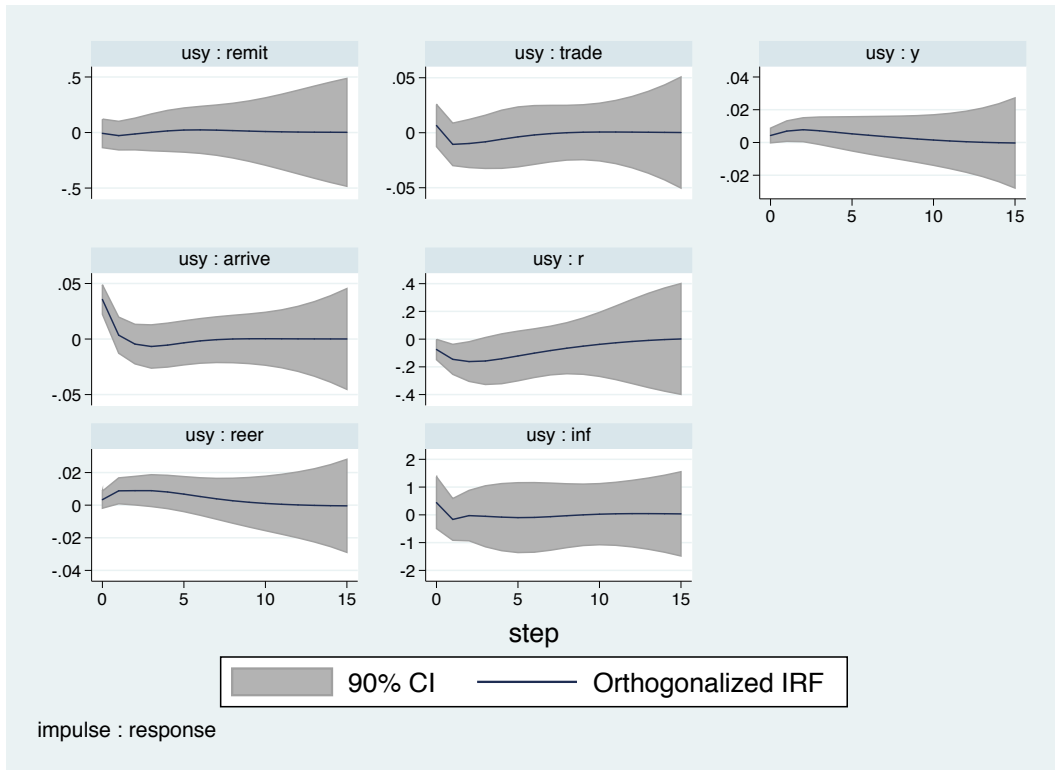 usy : remit
.5
0
-.5
usy : trade
.05
0
-.05
usy : y
.04
.02
0
-.02
0 5 10 15
usy : arrive
.05
0
-.05
usy : r
.4
.2
0
-.2
-.4
usy : reer
.02
0
-.02
-.04
0 5 10 15
usy : inf
2
1
0
-1
-2
0 5 10 15
step
90% CI Orthogonalized IRF
impulse : response